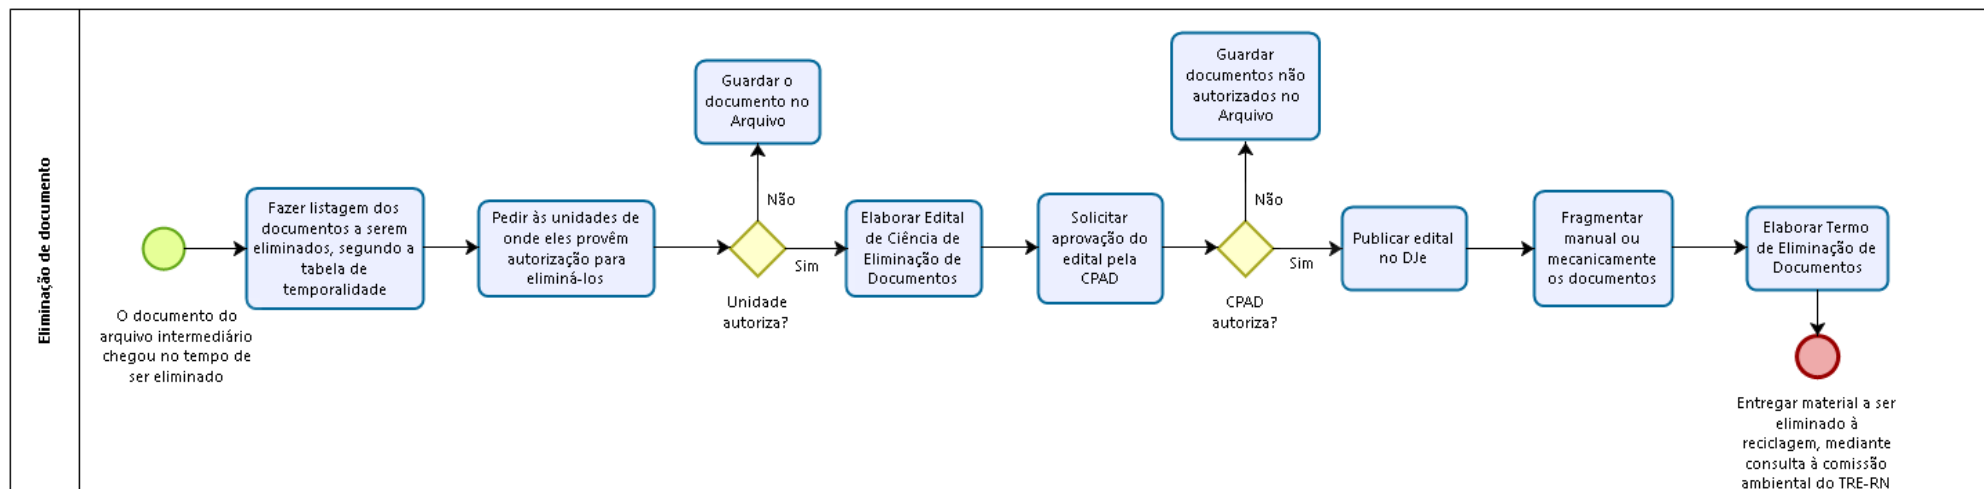 Eliminação de documento
O documento do
arquivo intermediário
chegou no tempo de
ser eliminado
Fazer listagem dos
documentos a serem
eliminados, segundo a
tabela de
temporalidade
Pedir às unidades de
onde eles provêm
autorização para
eliminá-los
Unidade
autoriza?
Não
Guardar o
documento no
Arquivo
Sim
Elaborar Edital
de Ciência de
Eliminação de
Documentos
Solicitar
aprovação do
edital pela
CPAD
CPAD
autoriza?
Não
Guardar
documentos não
autorizados no
Arquivo
Sim
Publicar edital
no DJe
Fragmentar
manual ou
mecanicamente
os documentos
Elaborar Termo
de Eliminação de
Documentos
Entregar material a ser
eliminado à
reciclagem, mediante
consulta à comissão
ambiental do TRE-RN